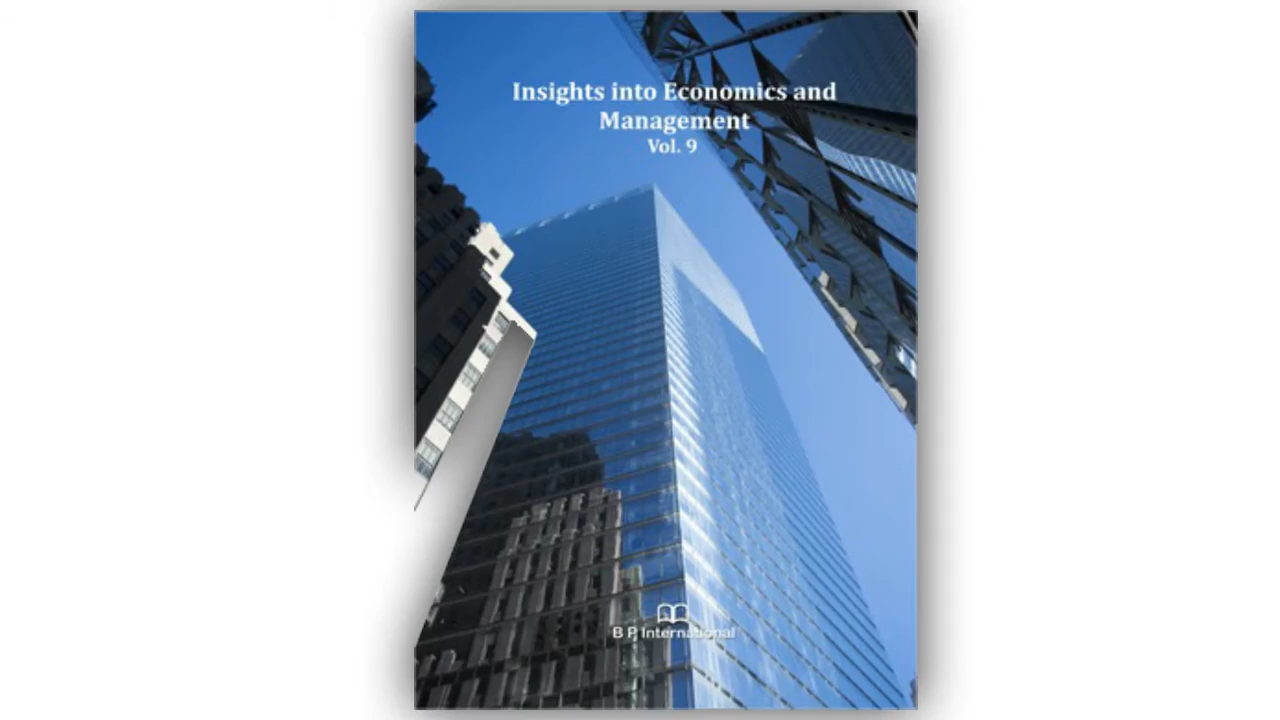 Insights into Economics and
Management
Vol. 9
B P International